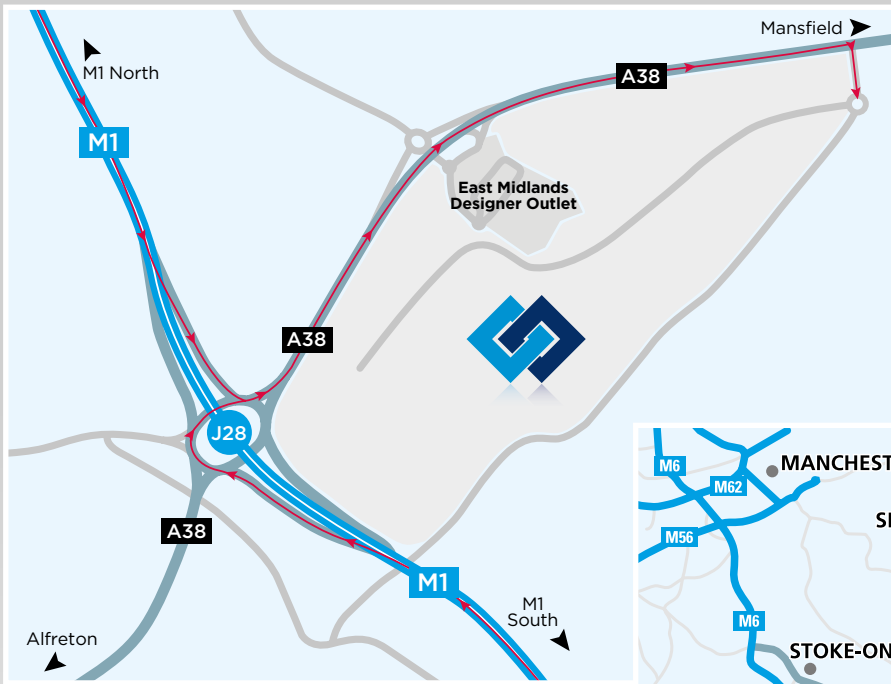 Mansfield
M1 North
A38
M1
East Midlands
Designer Outlet
A38
J28
A38
M1
M1
South
Alfreton
M6
MANCHEST
M62
M56
M6
STOKE-ON